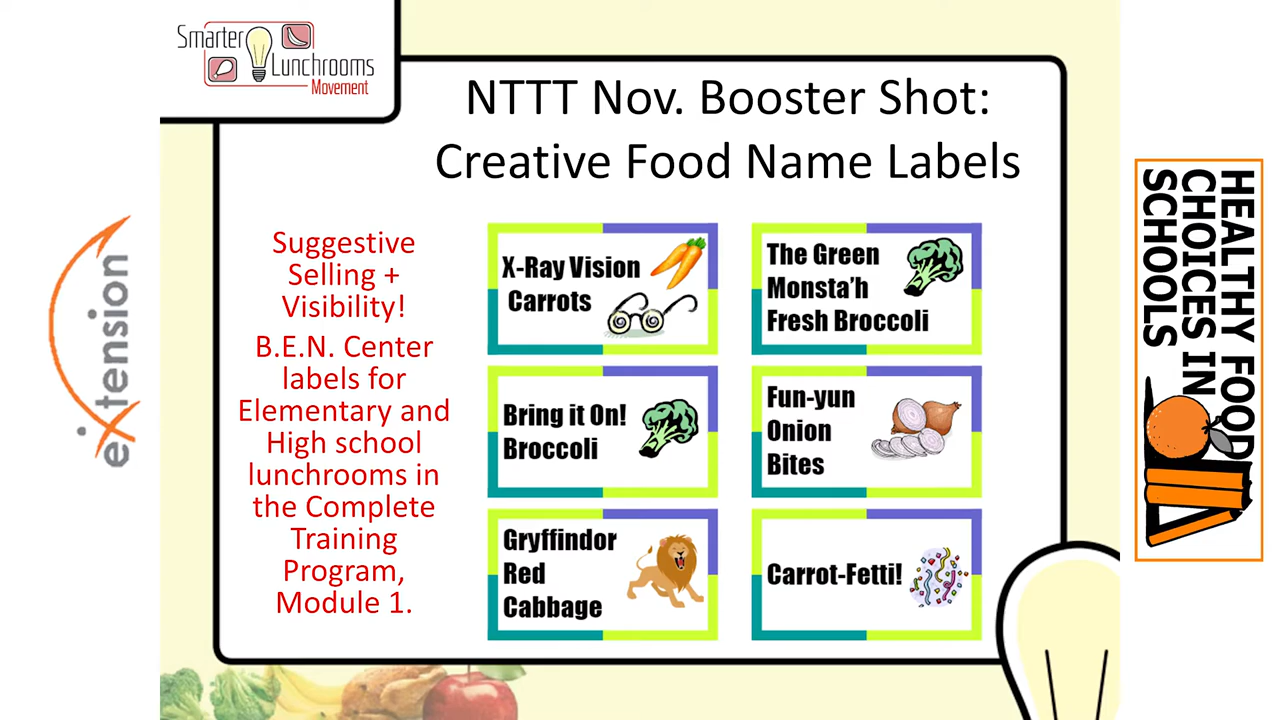 Smarter
Lunchrooms
Movement
NTTT Nov. Booster Shot:
Creative Food Name Labels
Suggestive
Selling +
Visibility!
B.E.N. Center
labels for
Elementary and
High school
lunchrooms in
the Complete
Training
Program,
Module 1.
X-Ray Vision
Carrots
The Green
Monsta'h
Fresh Broccoli
Bring it On!
Broccoli
Fun-yun
Onion
Bites
Gryffindor
Red
Cabbage
Carrot-Fetti!
eXtension
HEALTHY FOOD
CHOICES IN
SCHOOLS